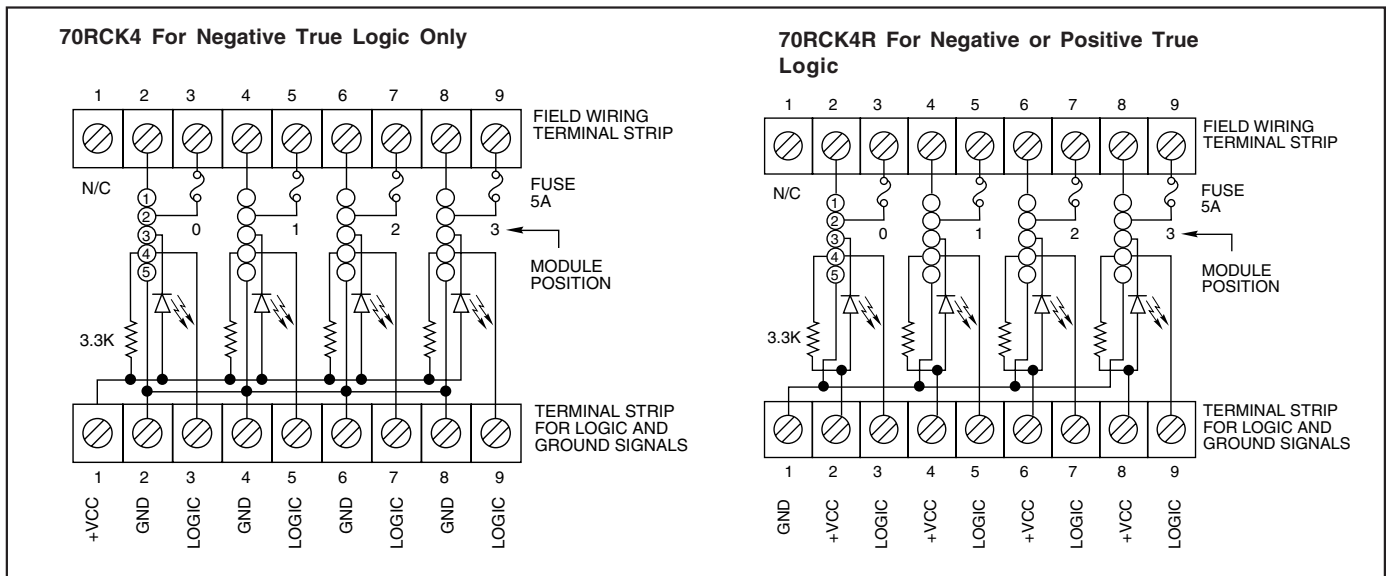 70RCK4 For Negative True Logic Only
1 2 3 4 5 6 7 8 9
FIELD WIRING
TERMINAL STRIP
N/C
FUSE
5A
1
2
3
4
5
0 1 2 3
MODULE
POSITION
3.3K
TERMINAL STRIP
FOR LOGIC AND
GROUND SIGNALS
1 2 3 4 5 6 7 8 9
+VCC GND LOGIC GND LOGIC GND LOGIC GND LOGIC
70RCK4R For Negative or Positive True
Logic
1 2 3 4 5 6 7 8 9
FIELD WIRING
TERMINAL STRIP
N/C
FUSE
5A
1
2
3
4
5
0 1 2 3
MODULE
POSITION
3.3K
TERMINAL STRIP
FOR LOGIC AND
GROUND SIGNALS
1 2 3 4 5 6 7 8 9
GND +VCC LOGIC +VCC LOGIC +VCC LOGIC +VCC LOGIC